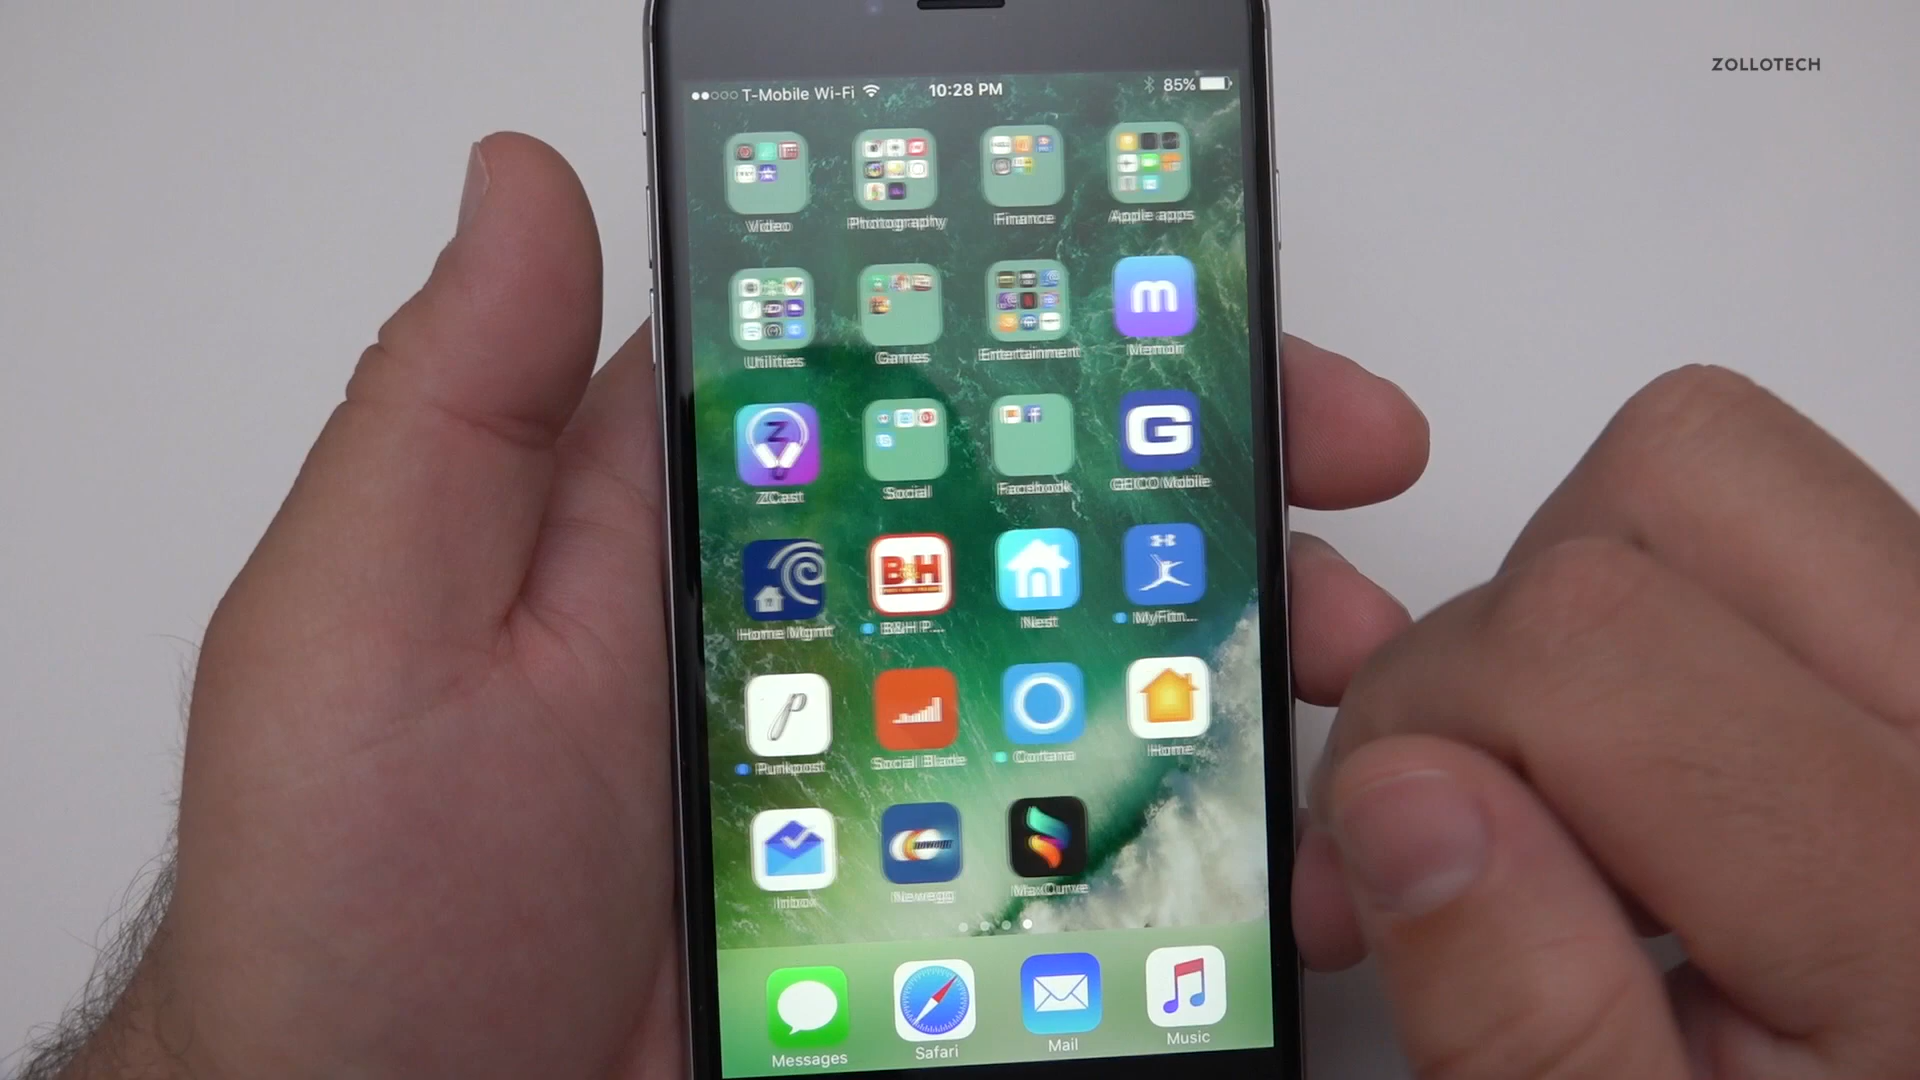 ZOLLOTECH
T-Mobile Wi-Fi 10:28 PM 85%
Video Photography Finance Apple apps
m
Utilities Games Entertainment Memoir
Z G
ZCast Social Facebook GEICO Mobile
B&H
Home Mgmt B&H P... Nest MyFitn...
Punkpost Social Blade Cortana Home
Inbox Newegg MaxCurve
Messages Safari Mail Music